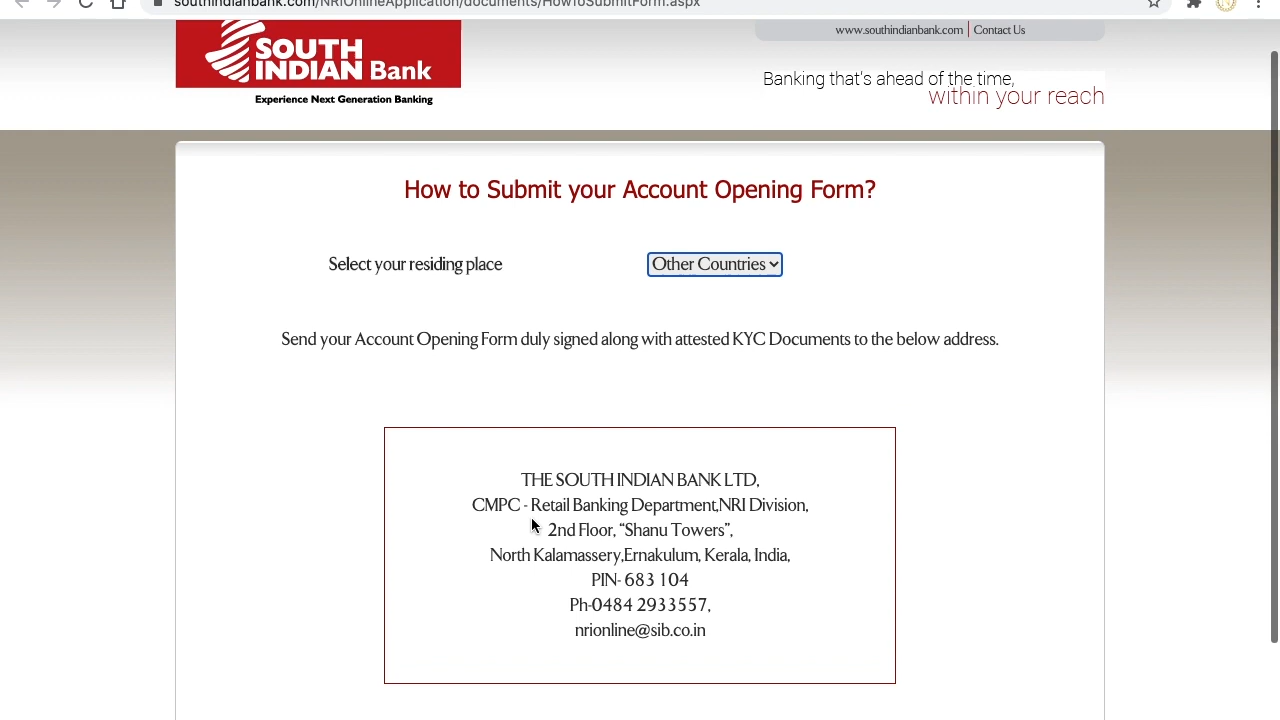 southindianbank.com/NRIOnlineApplication/documents/HowToSubmitForm.aspx
SOUTH
INDIAN Bank
Experience Next Generation Banking
www.southindianbank.com | Contact Us
Banking that's ahead of the time,
within your reach
How to Submit your Account Opening Form?
Select your residing place
Other Countries
Send your Account Opening Form duly signed along with attested KYC Documents to the below address.
THE SOUTH INDIAN BANK LTD,
CMPC - Retail Banking Department,NRI Division,
2nd Floor, “Shanu Towers”,
North Kalamassery,Ernakulum, Kerala, India,
PIN- 683 104
Ph-0484 2933557,
nrionline@sib.co.in